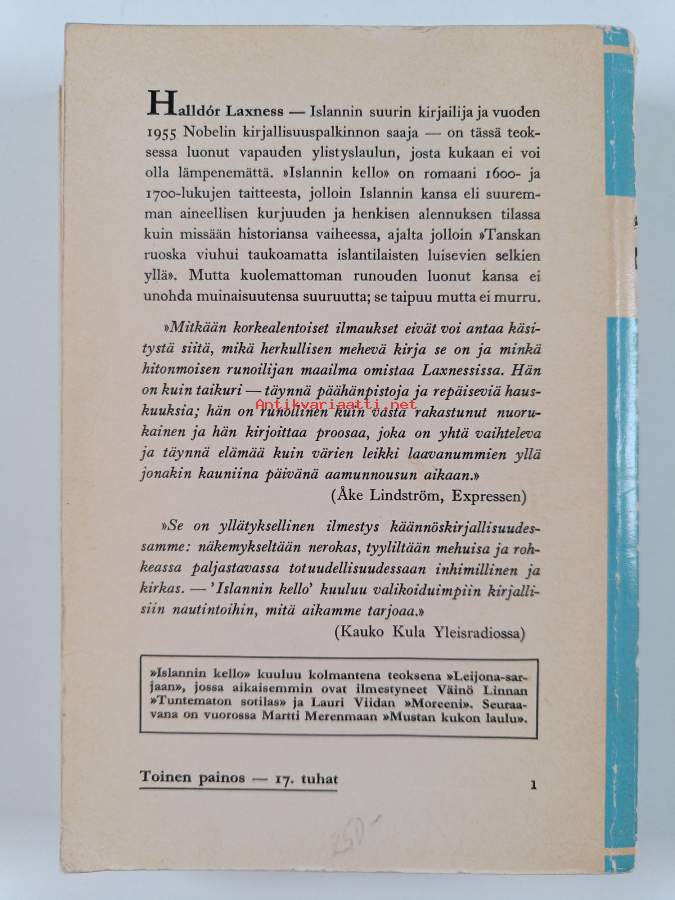 Halldór Laxness — Islannin suurin kirjailija ja vuoden
1955 Nobelin kirjallisuuspalkinnon saaja — on tässä teok-
sessa luonut vapauden ylistyslaulun, josta kukaan ei voi
olla lämpenemättä. »Islannin kello» on romaani 1600- ja
1700-lukujen taitteesta, jolloin Islannin kansa eli suurem-
man aineellisen kurjuuden ja henkisen alennuksen tilassa
kuin missään historiansa vaiheessa, ajalta jolloin »Tanskan
ruoska viuhui taukoamatta islantilaisten luisevien selkien
yllä». Mutta kuolemattoman runouden luonut kansa ei
unohda muinaisuutensa suuruutta; se taipuu mutta ei murru.
»Mitkään korkealentoiset ilmaukset eivät voi antaa käsi-
tystä siitä, mikä herkullisen mehevä kirja se on ja minkä
hitonmoisen runoilijan maailma omistaa Laxnessissa. Hän
on kuin taikuri — täynnä päähänpistoja ja repäiseviä haus-
kuuksia; hän on runollinen kuin vasta rakastunut nuoru-
Antikvariaatti.net
kainen ja hän kirjoittaa proosaa, joka on yhtä vaihteleva
ja täynnä elämää kuin värien leikki laavanummien yllä
jonakin kauniina päivänä aamunnousun aikaan.»
(Åke Lindström, Expressen)
»Se on yllätyksellinen ilmestys käännöskirjallisuudes-
samme: näkemykseltään nerokas, tyyliltään mehuisa ja roh-
keassa paljastavassa totuudellisuudessaan inhimillinen ja
kirkas. — 'Islannin kello' kuuluu valikoiduimpiin kirjalli-
siin nautintoihin, mitä aikamme tarjoaa.»
(Kauko Kula Yleisradiossa)
»Islannin kello» kuuluu kolmantena teoksena »Leijona-sar-
jaan», jossa aikaisemmin ovat ilmestyneet Väinö Linnan
»Tuntematon sotilas» ja Lauri Viidan »Moreeni». Seuraa-
vana on vuorossa Martti Merenmaan »Mustan kukon laulu».
Toinen painos — 17. tuhat
1
250-